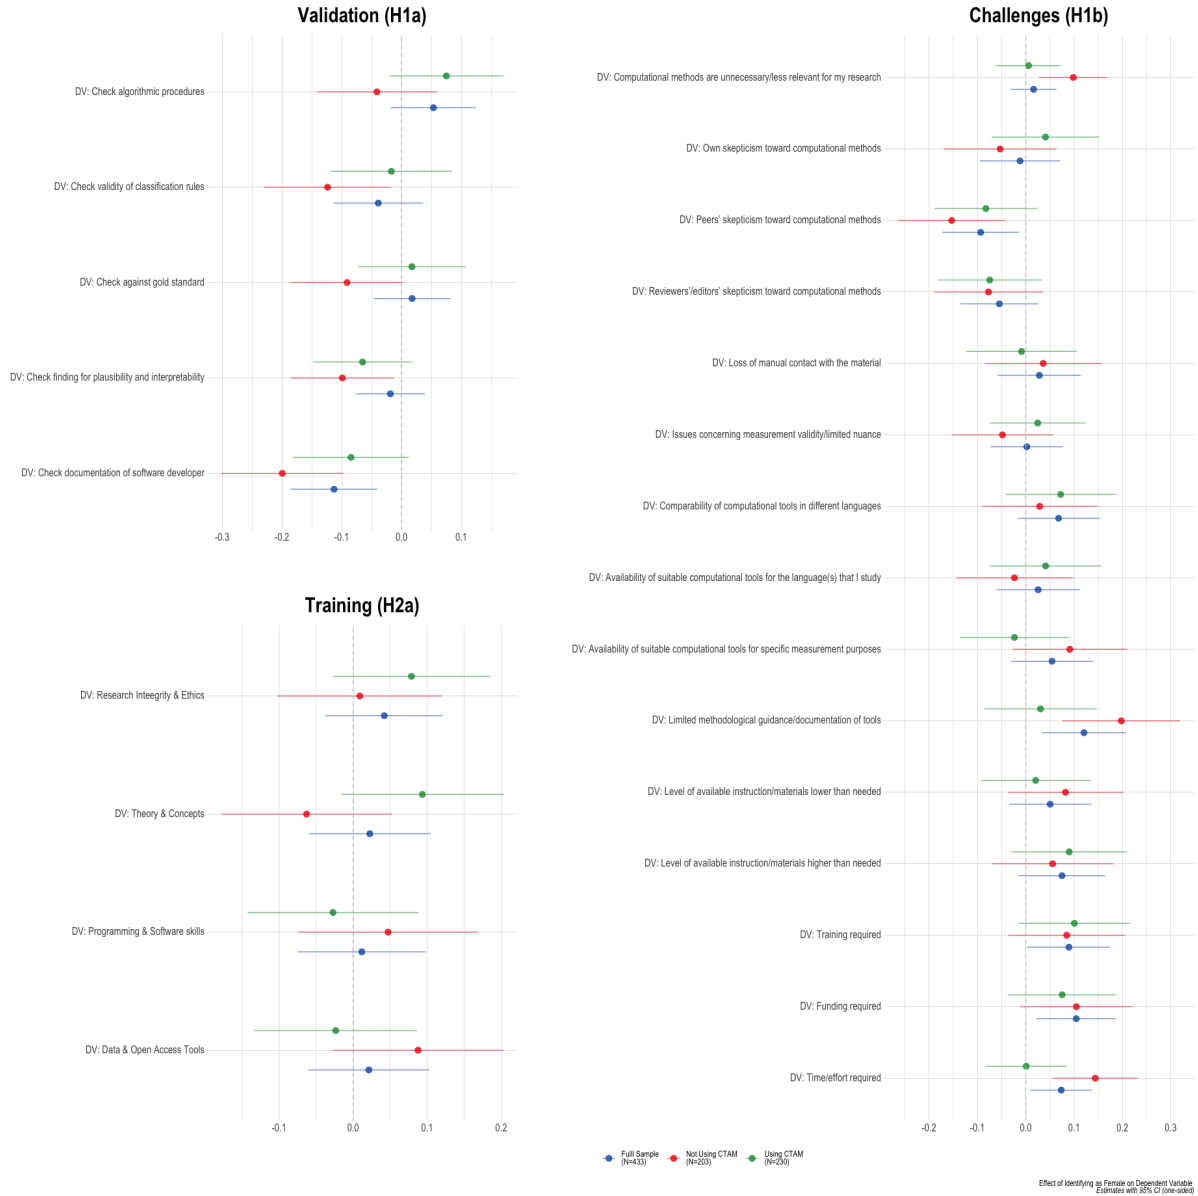 Validation (H1a)
DV: Check algorithmic procedures
DV: Check validity of classification rules
DV: Check against gold standard
DV: Check finding for plausibility and interpretability
DV: Check documentation of software developer
-0.3 -0.2 -0.1 0.0 0.1
Training (H2a)
DV: Research Inteegrity & Ethics
DV: Theory & Concepts
DV: Programming & Software skills
DV: Data & Open Access Tools
-0.1 0.0 0.1 0.2
Challenges (H1b)
DV: Computational methods are unnecessary/less relevant for my research
DV: Own skepticism toward computational methods
DV: Peers' skepticism toward computational methods
DV: Reviewers'/editors' skepticism toward computational methods
DV: Loss of manual contact with the material
DV: Issues concerning measurement validity/limited nuance
DV: Comparability of computational tools in different languages
DV: Availability of suitable computational tools for the language(s) that I study
DV: Availability of suitable computational tools for specific measurement purposes
DV: Limited methodological guidance/documentation of tools
DV: Level of available instruction/materials lower than needed
DV: Level of available instruction/materials higher than needed
DV: Training required
DV: Funding required
DV: Time/effort required
-0.2 -0.1 0.0 0.1 0.2 0.3
Fulll Sample
(N=433)
Not Using CTAM
(N=203)
Using CTAM
(N=230)
Effect of Identifying as Female on Dependent Variable
Estimates with 95% CI (one-sided)